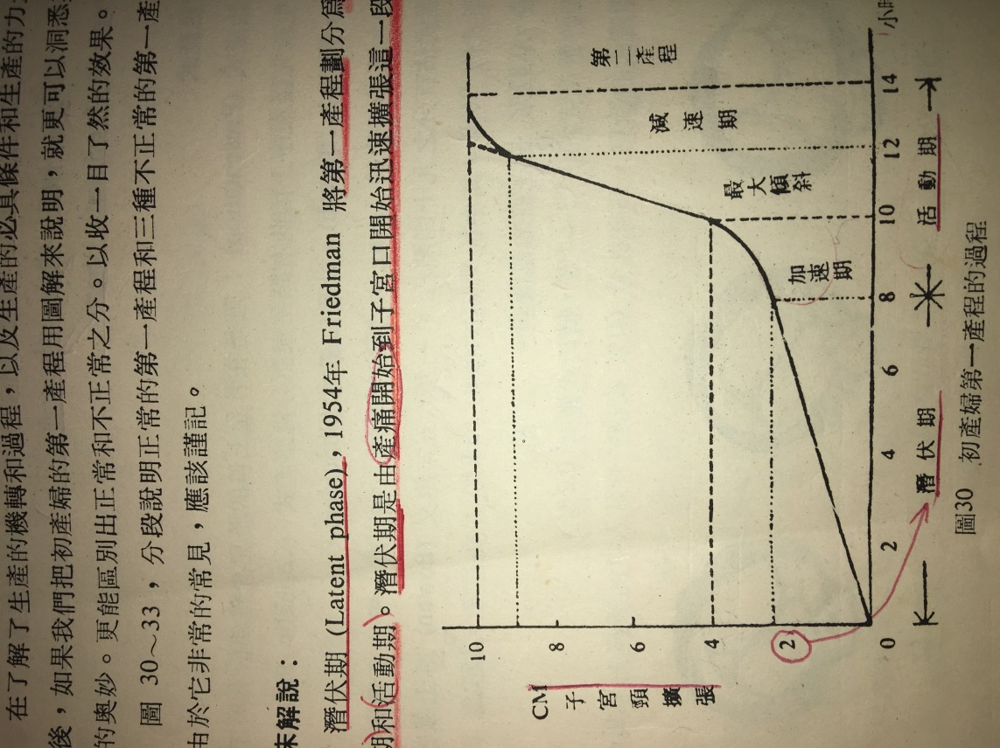 在了解了生產的機轉和過程，以及生產的必具條件和生產的力
後，如果我們把初產婦的第一產程用圖解來說明，就更可以洞悉
的奧妙。更能區別出正常和不正常之分。以收一目了然的效果。
圖 30～33 ，分段說明正常的第一產程和三種不正常的第一產
由於它非常的常見，應該謹記。
解說：
潛伏期 (Latent phase), 1954年 Friedman 將第一產程劃分爲
期和活動期。潛伏期是由產痛開始到子宮口開始迅速擴張這一段
CM
子宮頸擴張
10
8
6
4
2
0
2
4
6
8
10
12
14
小時
加速期
最大傾斜
減速期
第二產程
潛伏期
活動期
圖30 初產婦第一產程的過程